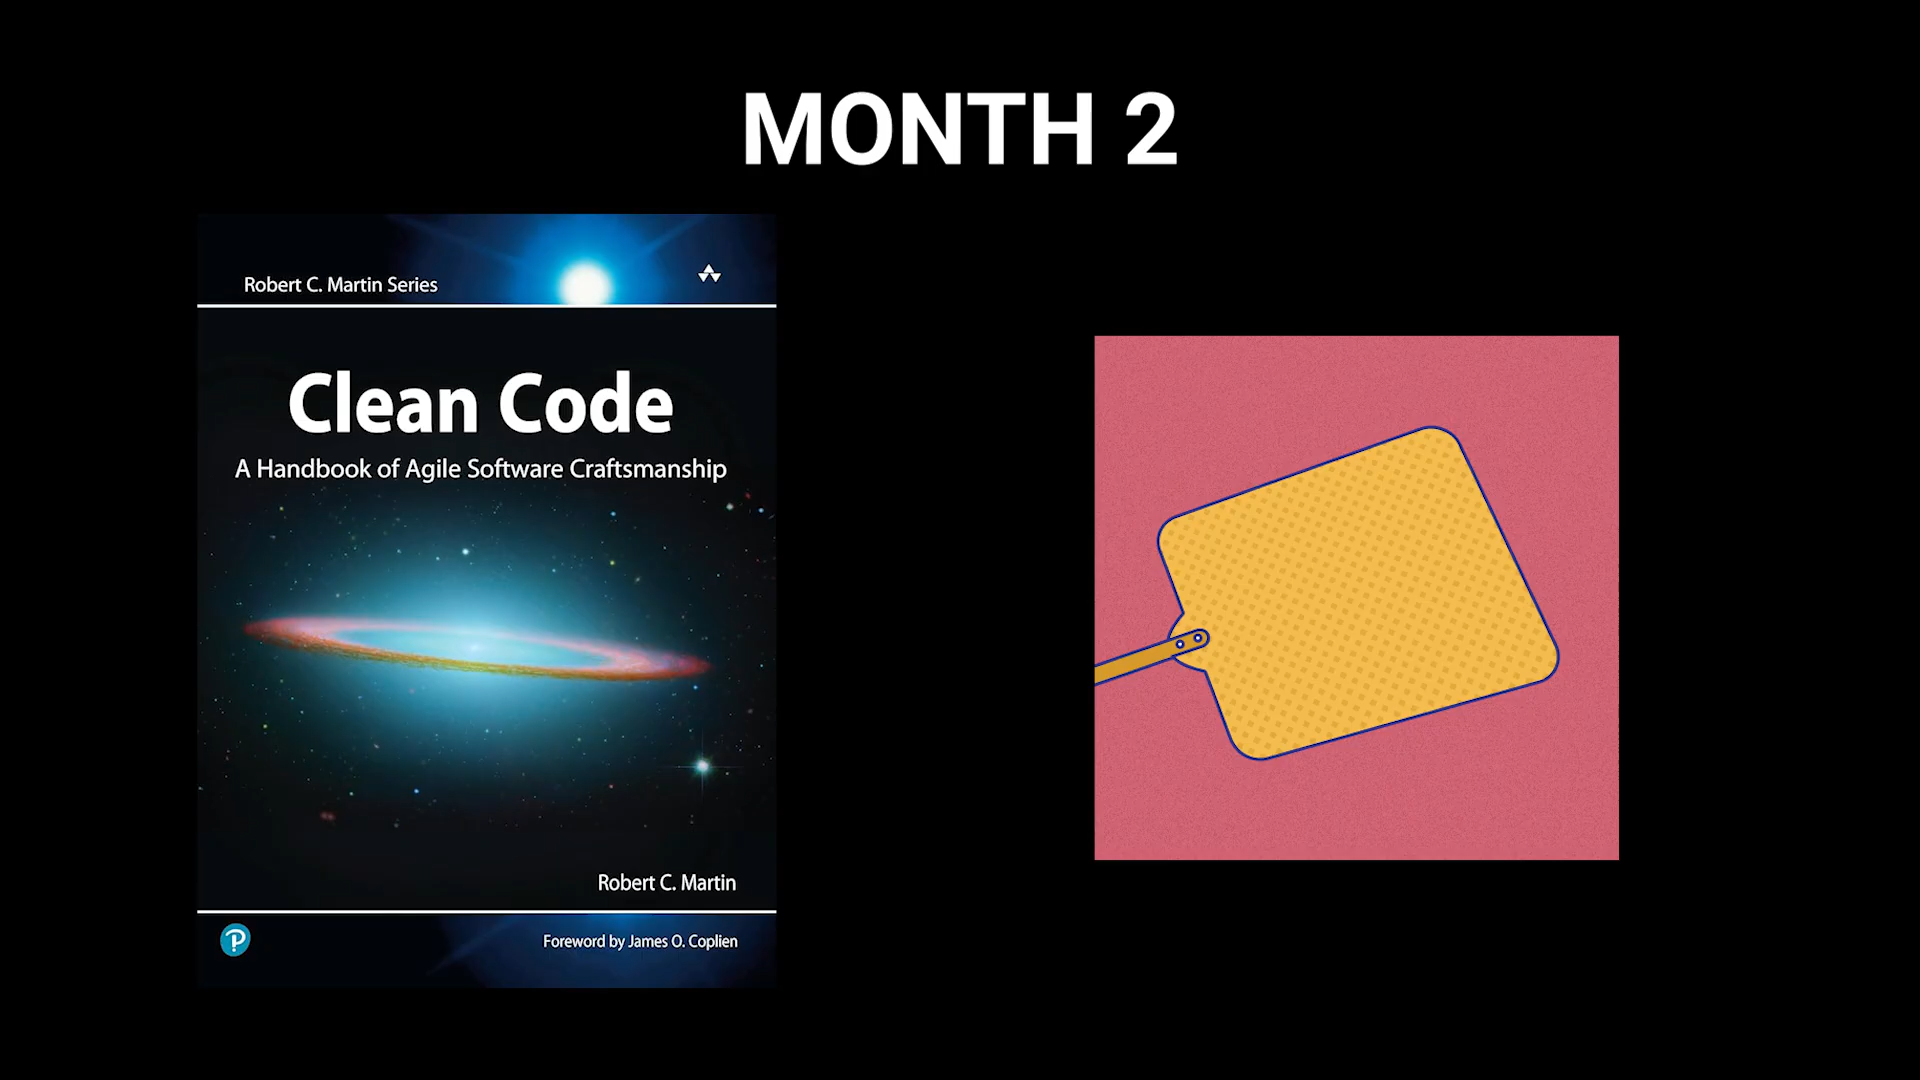 MONTH 2
Robert C. Martin Series
Clean Code
A Handbook of Agile Software Craftsmanship
Robert C. Martin
Foreword by James O. Coplien